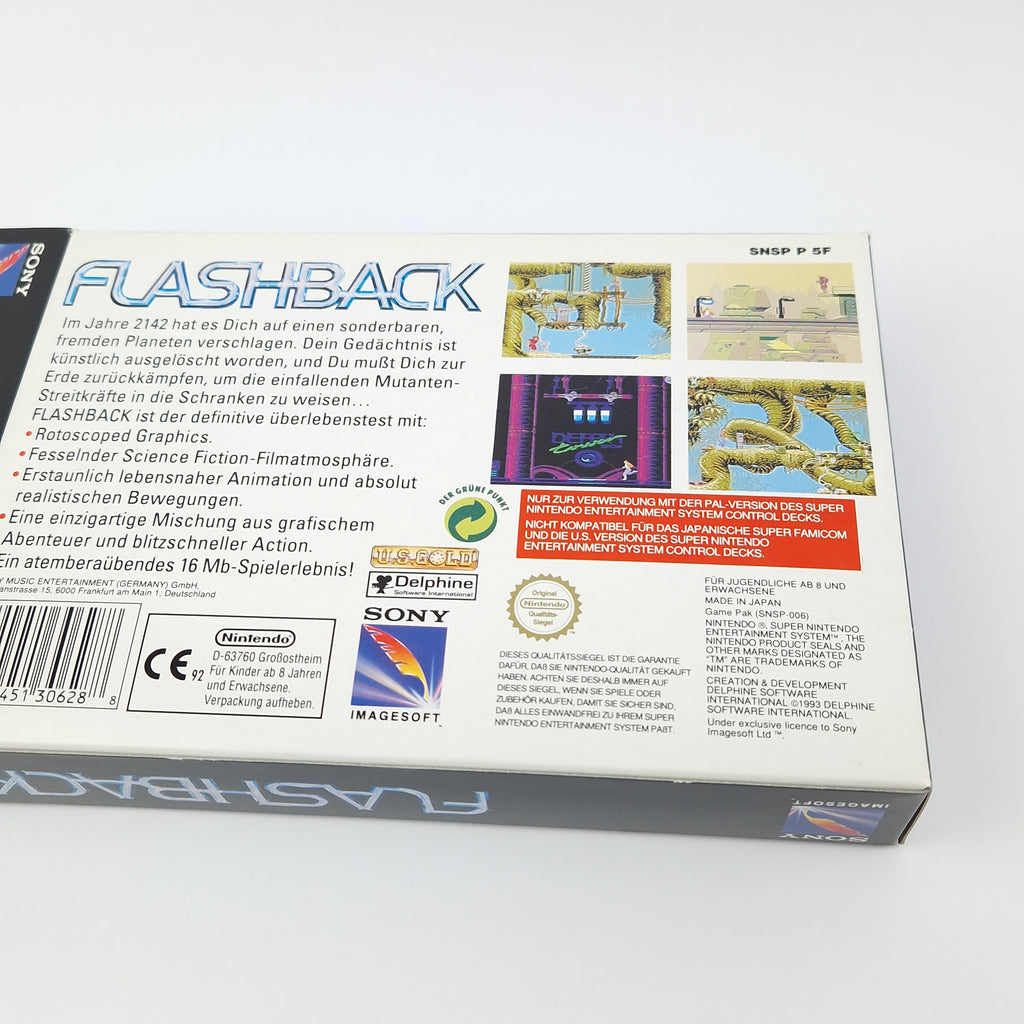 SONY
FLASHBACK
Im Jahre 2142 hat es Dich auf einen sonderbaren,
fremden Planeten verschlagen. Dein Gedächtnis ist
künstlich ausgelöscht worden, und Du mußt Dich zur
Erde zurückkämpfen, um die einfallenden Mutanten-
Streitkräfte in die Schranken zu weisen...
FLASHBACK ist der definitive überlebenstest mit:
• Rotoscoped Graphics.
• Fesselnder Science Fiction-Filmatmosphäre.
• Erstaunlich lebensnaher Animation und absolut
realistischen Bewegungen.
• Eine einzigartige Mischung aus grafischem
Abenteuer und blitzschneller Action.
Ein atemberaübendes 16 Mb-Spielerlebnis!
MUSIC ENTERTAINMENT (GERMANY) GmbH,
15, 6000 Frankfurt am Main 1, Deutschland
451 30628 8
CE 92
Nintendo
D-63760 Großostheim
Für Kinder ab 8 Jahren
und Erwachsene.
Verpackung aufheben.
DER GRÜNE PUNKT
U.S. GOLD
Delphine
Software International
SONY
IMAGESOFT™
SNSP P 5F
DEATH
tower
NUR ZUR VERWENDUNG MIT DER PAL-VERSION DES SUPER
NINTENDO ENTERTAINMENT SYSTEM CONTROL DECKS.
NICHT KOMPATIBEL FÜR DAS JAPANISCHE SUPER FAMICOM
UND DIE U.S. VERSION DES SUPER NINTENDO
ENTERTAINMENT SYSTEM CONTROL DECKS.
Original
Nintendo
Qualitäts-
Siegel
™
DIESES QUALITÄTSSIEGEL IST DIE GARANTIE
DAFÜR, DAß SIE NINTENDO-QUALITÄT GEKAUFT
HABEN. ACHTEN SIE DESHALB IMMER AUF
DIESES SIEGEL, WENN SIE SPIELE ODER
ZUBEHÖR KAUFEN, DAMIT SIE SICHER SIND,
DAß ALLES EINWANDFREI ZU IHREM SUPER
NINTENDO ENTERTAINMENT SYSTEM PAßT.
FÜR JUGENDLICHE AB 8 UND
ERWACHSENE
MADE IN JAPAN
Game Pak (SNSP-006)
NINTENDO ®, SUPER NINTENDO
ENTERTAINMENT SYSTEM™, THE
NINTENDO PRODUCT SEALS AND
OTHER MARKS DESIGNATED AS
"TM" ARE TRADEMARKS OF
NINTENDO.
CREATION & DEVELOPMENT
DELPHINE SOFTWARE
INTERNATIONAL ©1993 DELPHINE
SOFTWARE INTERNATIONAL.
Under exclusive licence to Sony
Imagesoft Ltd ™.
FLASHBACK
SONY
IMAGESOFT™